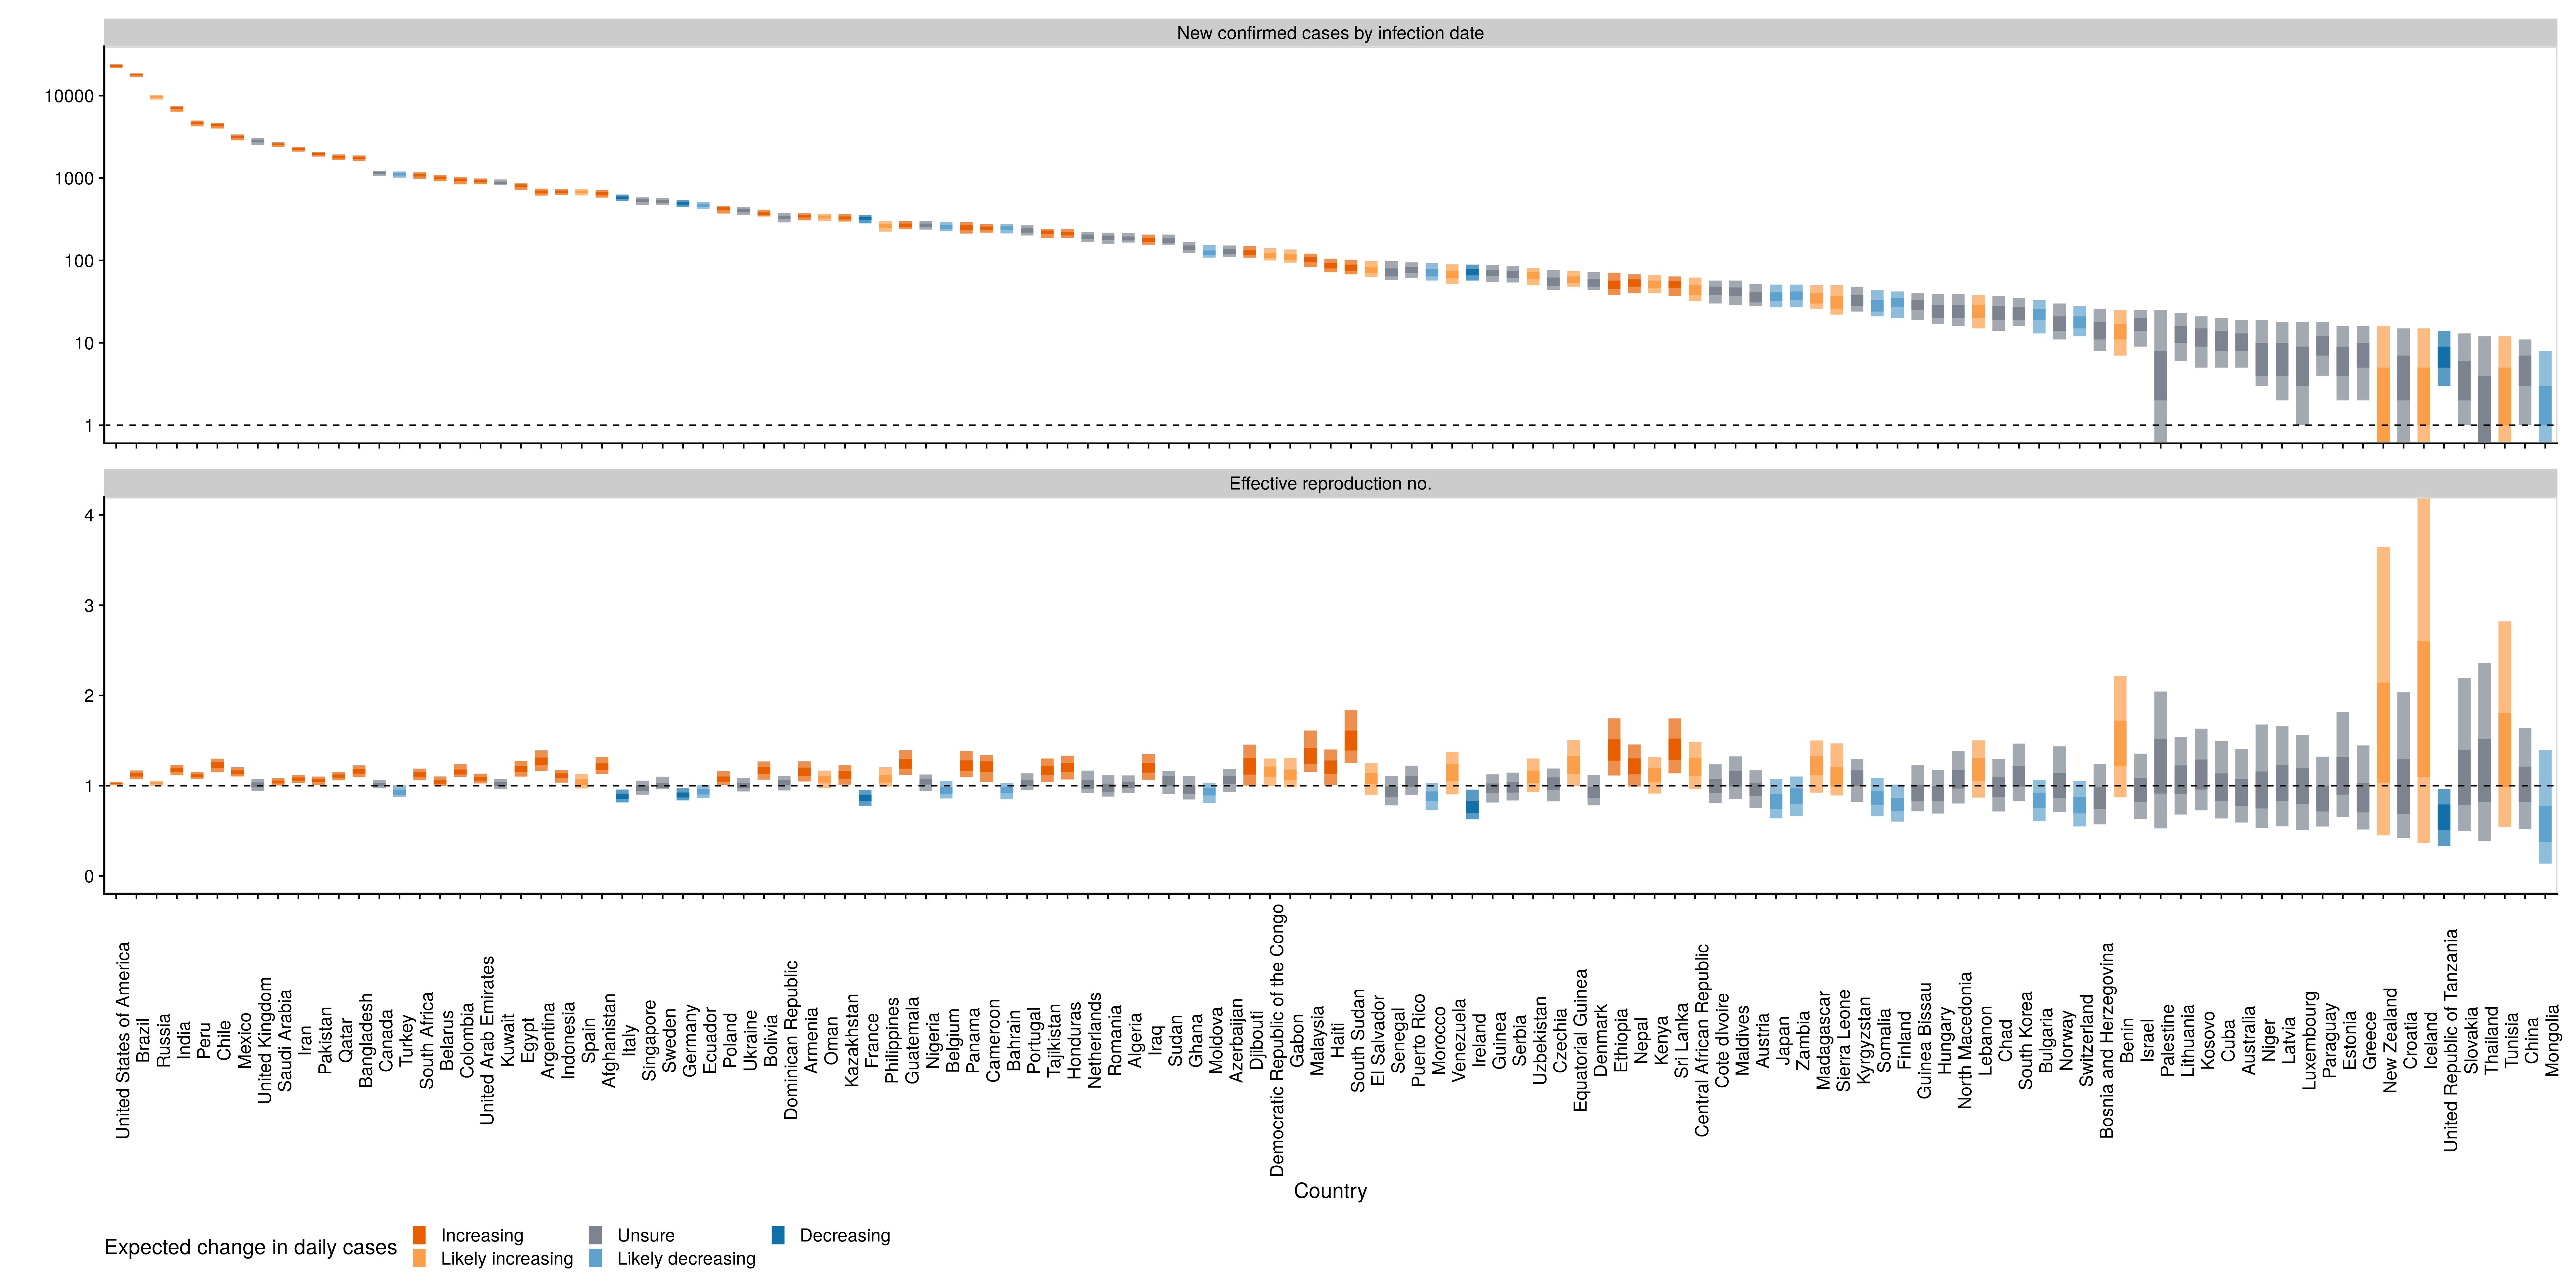 New confirmed cases by infection date
10000
1000
100
10
1
Effective reproduction no.
4
3
2
1
0
United States of America
Brazil
Russia
India
Peru
Chile
Mexico
United Kingdom
Saudi Arabia
Iran
Pakistan
Qatar
Bangladesh
Canada
Turkey
South Africa
Belarus
Colombia
United Arab Emirates
Kuwait
Egypt
Argentina
Indonesia
Spain
Afghanistan
Italy
Singapore
Sweden
Germany
Ecuador
Poland
Ukraine
Bolivia
Dominican Republic
Armenia
Oman
Kazakhstan
France
Philippines
Guatemala
Nigeria
Belgium
Panama
Cameroon
Bahrain
Portugal
Tajikistan
Honduras
Netherlands
Romania
Algeria
Iraq
Sudan
Ghana
Moldova
Azerbaijan
Djibouti
Democratic Republic of the Congo
Gabon
Malaysia
Haiti
South Sudan
El Salvador
Senegal
Puerto Rico
Morocco
Venezuela
Ireland
Guinea
Serbia
Uzbekistan
Czechia
Equatorial Guinea
Denmark
Ethiopia
Nepal
Kenya
Sri Lanka
Central African Republic
Cote dIvoire
Maldives
Austria
Japan
Zambia
Madagascar
Sierra Leone
Kyrgyzstan
Somalia
Finland
Guinea Bissau
Hungary
North Macedonia
Lebanon
Chad
South Korea
Bulgaria
Norway
Switzerland
Bosnia and Herzegovina
Benin
Israel
Palestine
Lithuania
Kosovo
Cuba
Australia
Niger
Latvia
Luxembourg
Paraguay
Estonia
Greece
New Zealand
Croatia
Iceland
United Republic of Tanzania
Slovakia
Thailand
Tunisia
China
Mongolia
Country
Expected change in daily cases
Increasing
Likely increasing
Unsure
Likely decreasing
Decreasing